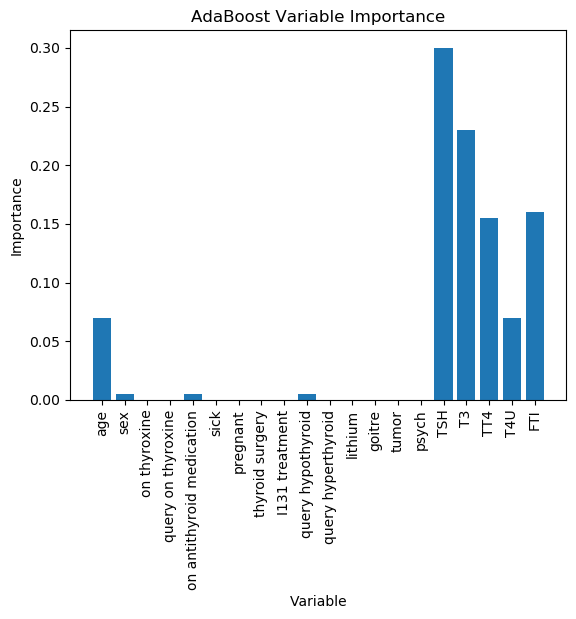 AdaBoost Variable Importance
Importance
0.30
0.25
0.20
0.15
0.10
0.05
0.00
age
sex
on thyroxine
query on thyroxine
on antithyroid medication
sick
pregnant
thyroid surgery
I131 treatment
query hypothyroid
query hyperthyroid
lithium
goitre
tumor
psych
TSH
T3
TT4
T4U
FTI
Variable